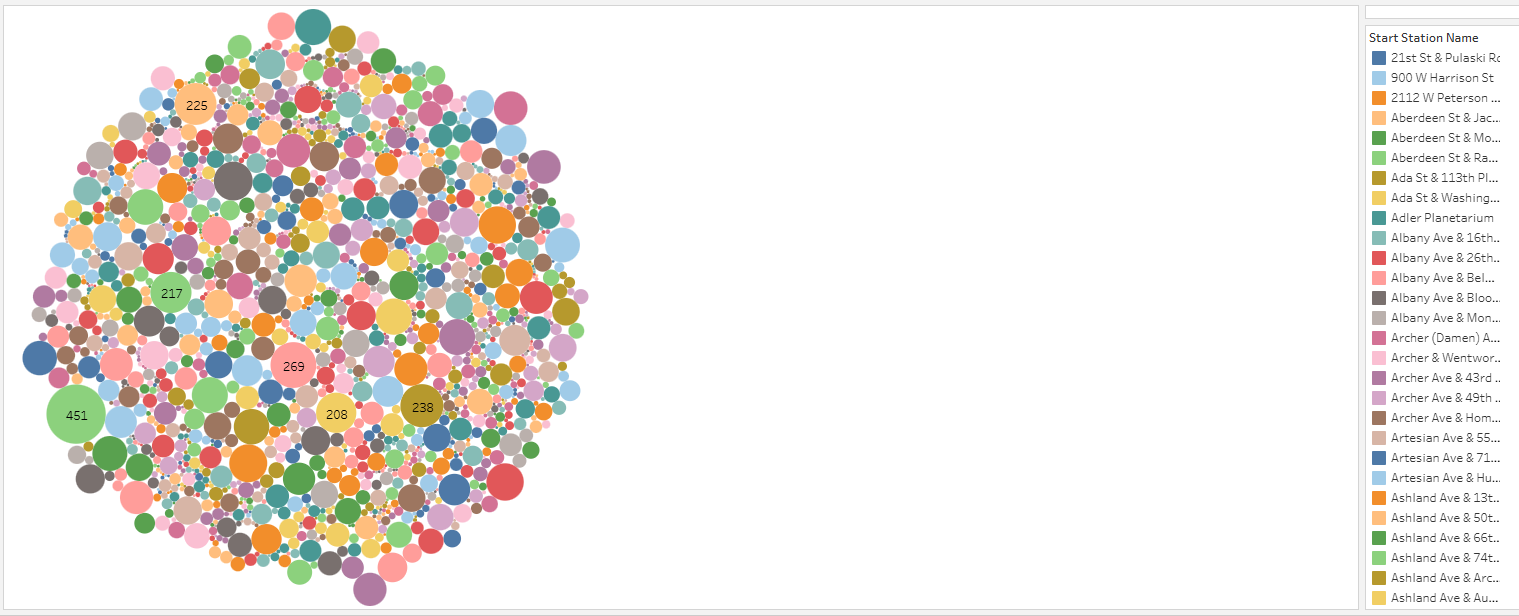 225
217
269
451
208
238
Start Station Name
21st St & Pulaski Rd
900 W Harrison St
2112 W Peterson ...
Aberdeen St & Jac...
Aberdeen St & Mo...
Aberdeen St & Ra...
Ada St & 113th Pl...
Ada St & Washing...
Adler Planetarium
Albany Ave & 16th..
Albany Ave & 26th..
Albany Ave & Bel...
Albany Ave & Bloo...
Albany Ave & Mon...
Archer (Damen) A...
Archer & Wentwor..
Archer Ave & 43rd ..
Archer Ave & 49th ..
Archer Ave & Hom...
Artesian Ave & 55...
Artesian Ave & 71...
Artesian Ave & Hu...
Ashland Ave & 13t..
Ashland Ave & 50t..
Ashland Ave & 66t..
Ashland Ave & 74t..
Ashland Ave & Arc...
Ashland Ave & Au...